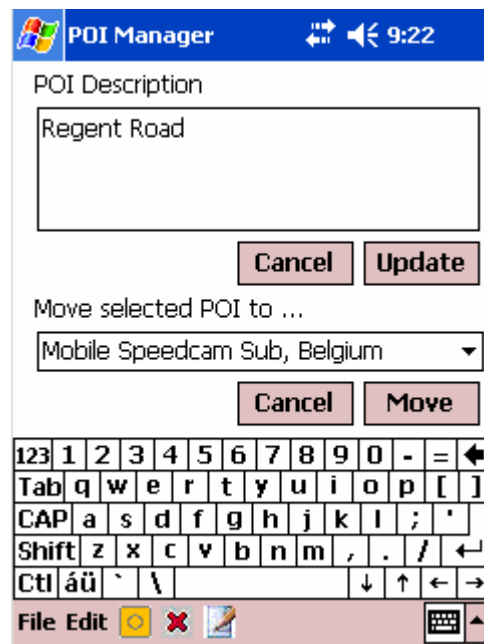 POI Manager 9:22
POI Description
Regent Road
Cancel Update
Move selected POI to ...
Mobile Speedcam Sub, Belgium
Cancel Move
123 1 2 3 4 5 6 7 8 9 0 - = ←
Tab q w e r t y u i o p [ ]
CAP a s d f g h j k l ; '
Shift z x c v b n m , . / ↵
Ctl áü ` \ ↓ ↑ ← →
File Edit